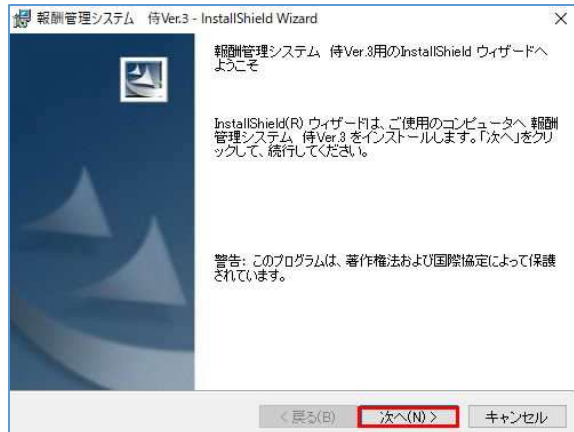 報酬管理システム 侍Ver.3 - InstallShield Wizard
報酬管理システム 侍Ver.3用のInstallShield ウィザードへ
ようこそ
InstallShield(R) ウィザードは、ご使用のコンピュータへ 報酬
管理システム 侍Ver.3 をインストールします。「次へ」をクリ
ックして、続行してください。
警告: このプログラムは、著作権法および国際協定によって保護
されています。
< 戻る(B) 次へ(N) > キャンセル